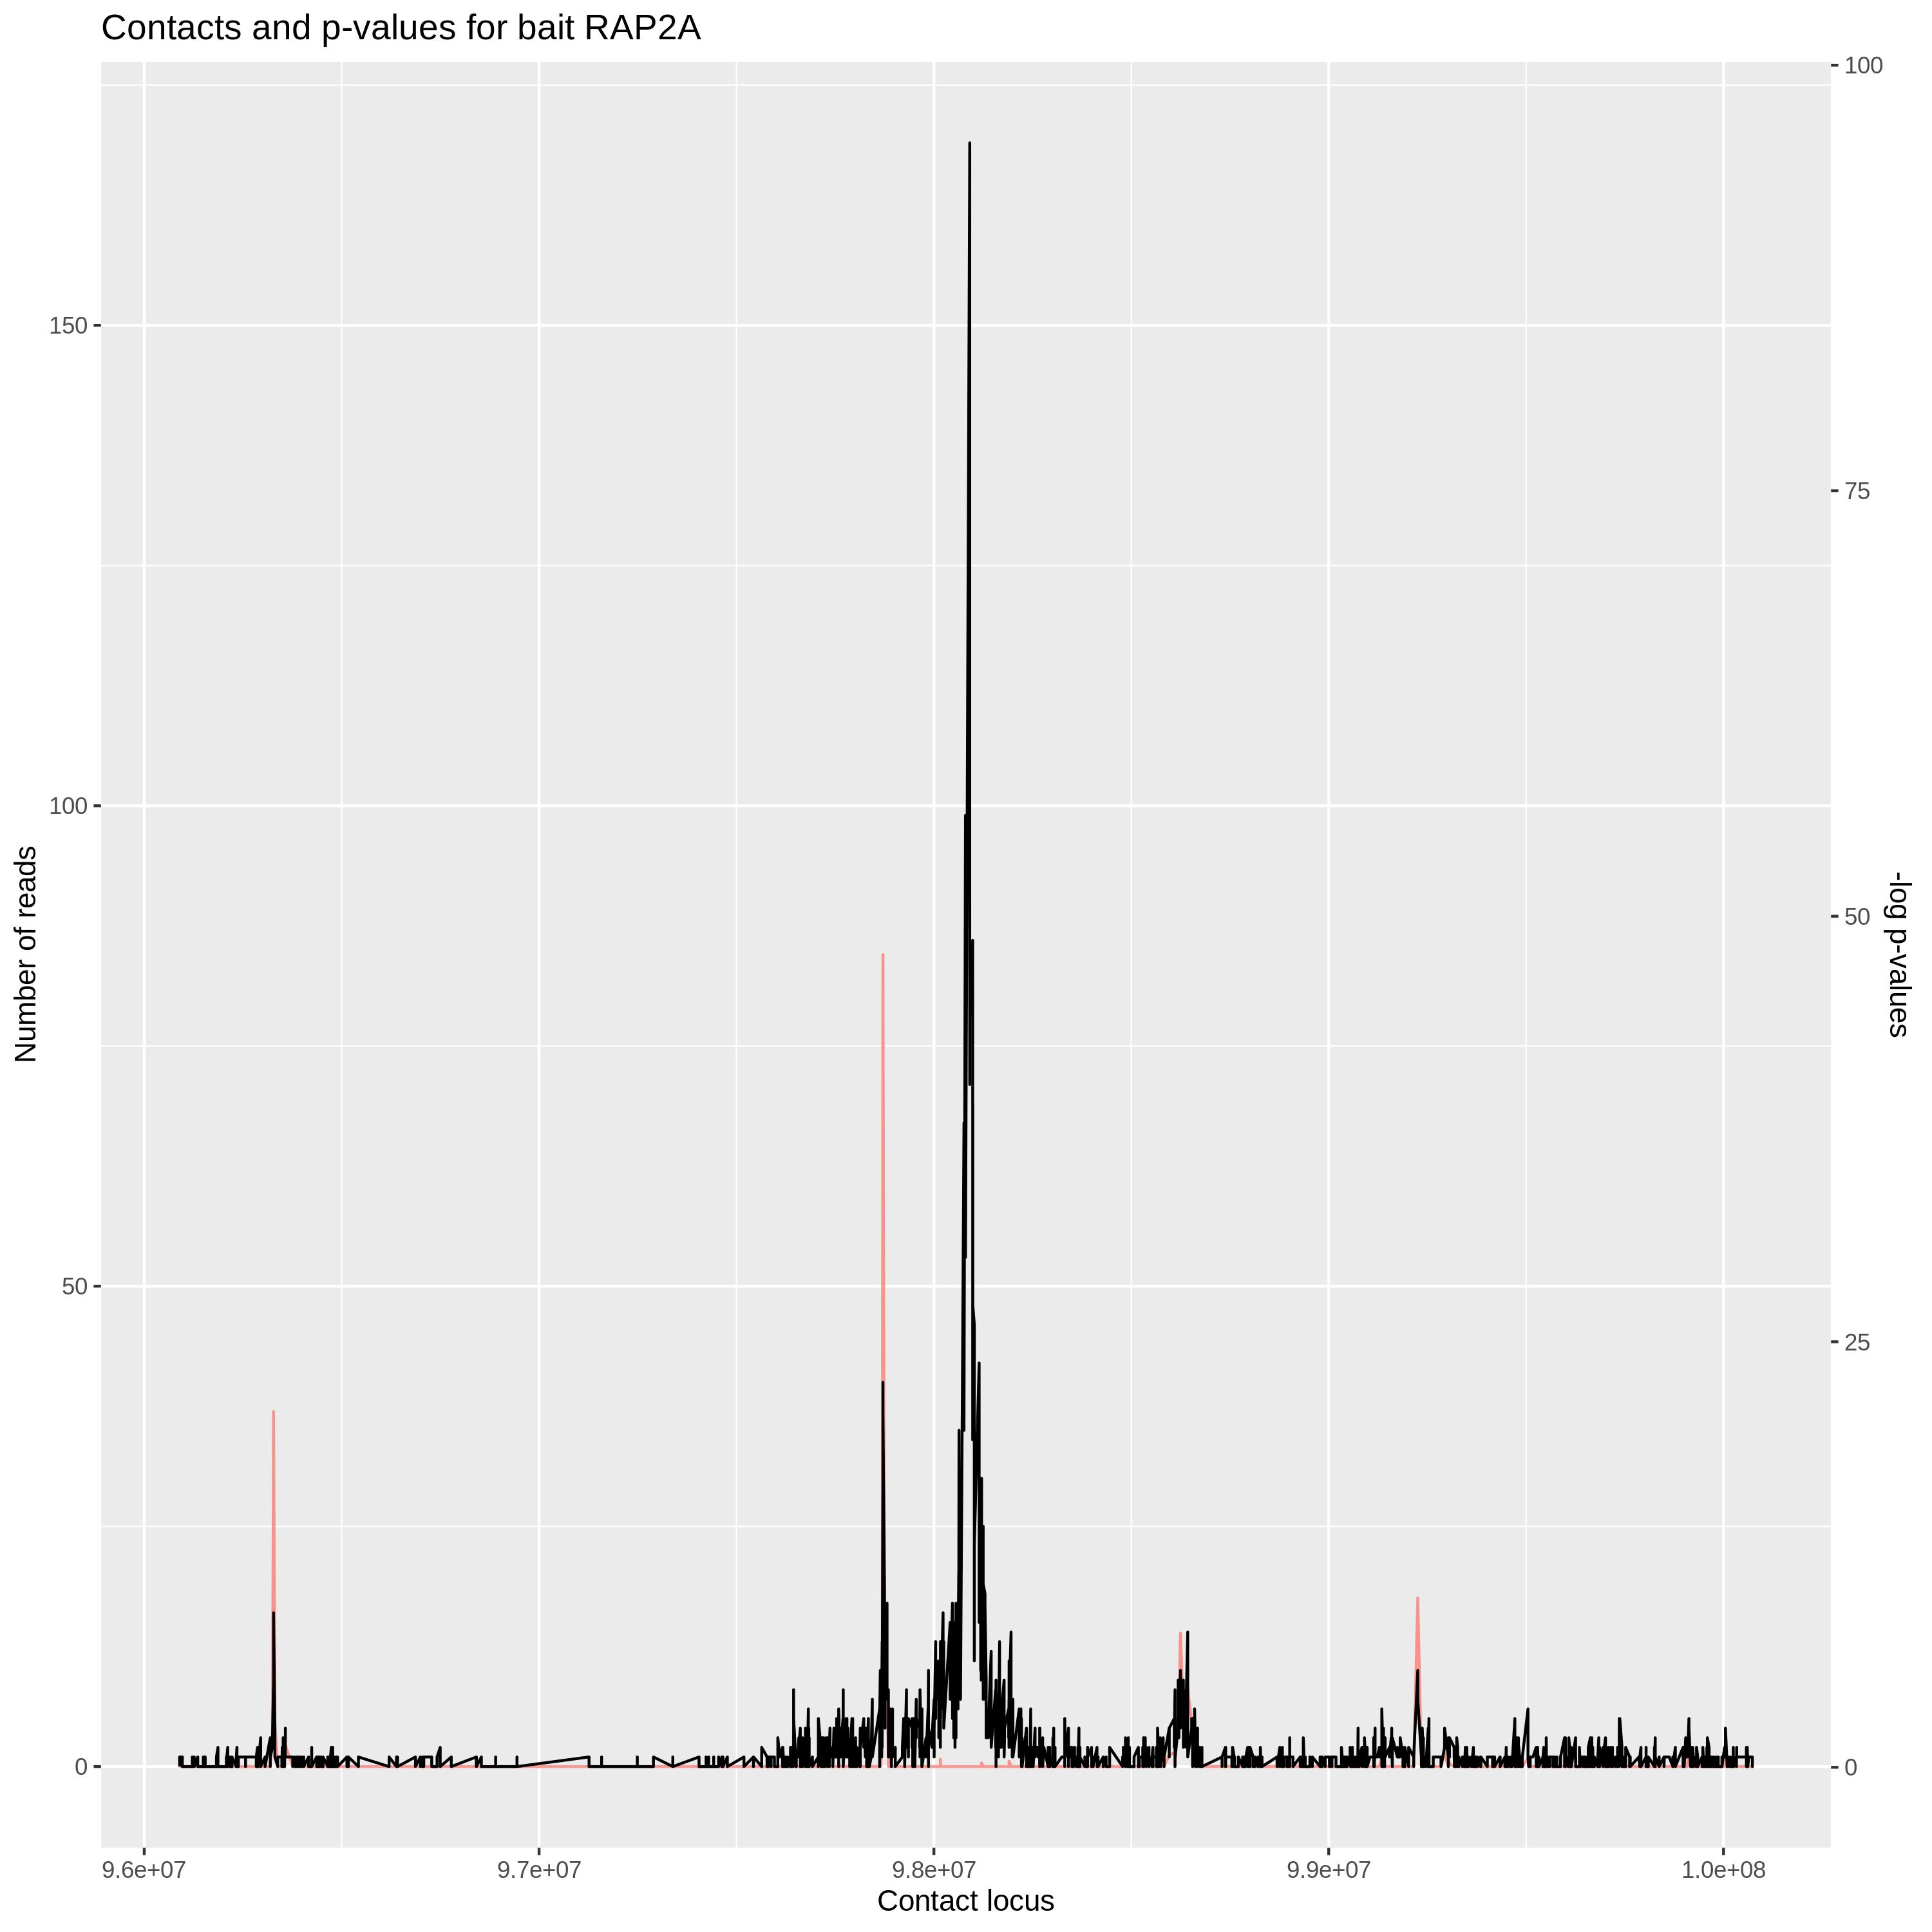 Contacts and p-values for bait RAP2A
100
150
75
100
50
50
25
0
0
Number of reads
-log p-values
9.6e+07 9.7e+07 9.8e+07 9.9e+07 1.0e+08
Contact locus